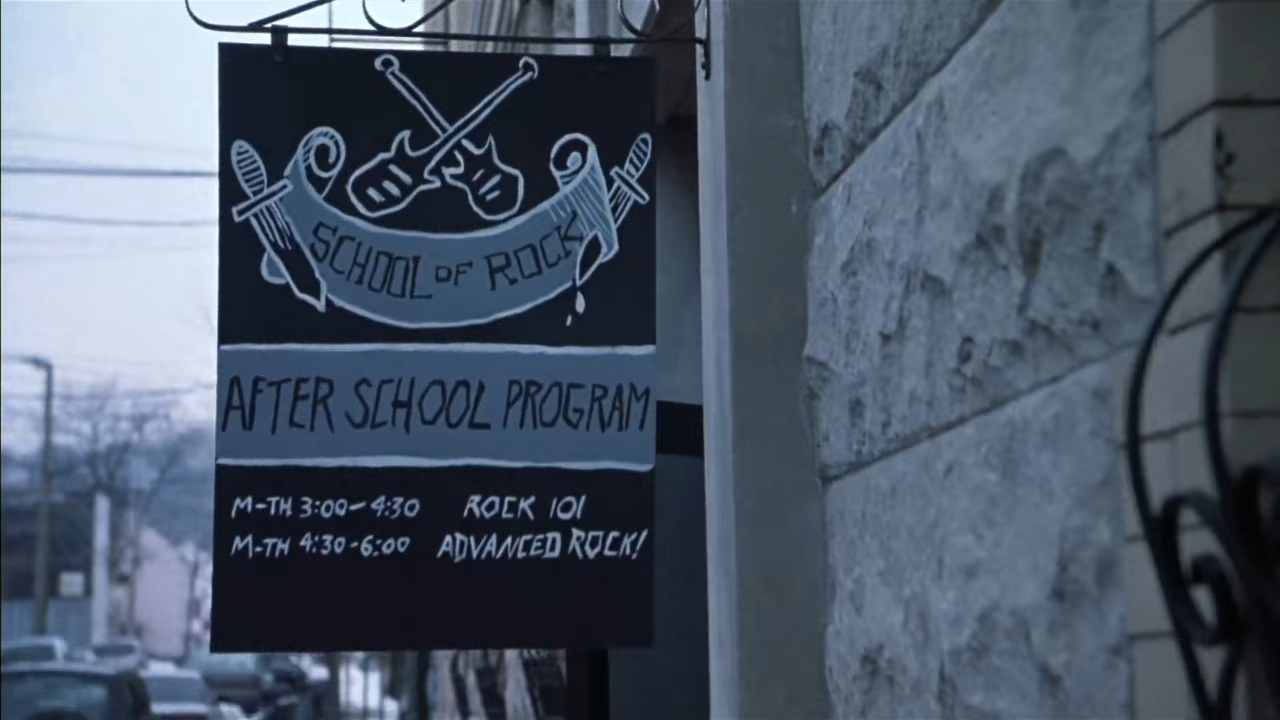 SCHOOL OF ROCK
AFTER SCHOOL PROGRAM
M-TH 3:00-4:30 ROCK 101
M-TH 4:30-6:00 ADVANCED ROCK!